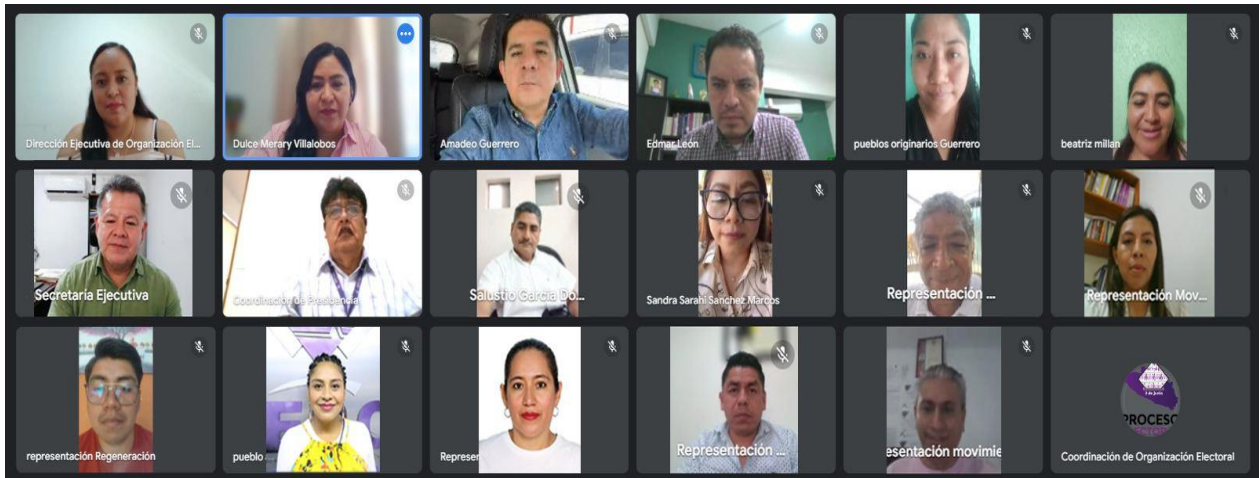 Dirección Ejecutiva de Organización El...
Dulce Merary Villalobos
Amadeo Guerrero
Edmar León
pueblos originarios Guerrero
beatriz millan
Secretaría Ejecutiva
Coordinación de Presidencia
Salustio Garcia Do...
Sandra Sarahi Sanchez Marcos
Representación ...
Representación Mov...
representación Regeneración
pueblo
Represen
Representación ...
esentación movimie
PROCESO
Coordinación de Organización Electoral